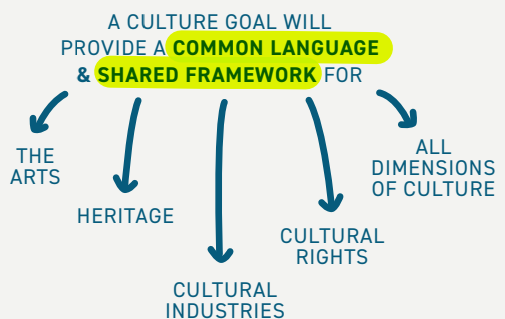 A CULTURE GOAL WILL
PROVIDE A COMMON LANGUAGE
& SHARED FRAMEWORK FOR
THE
ARTS
HERITAGE
CULTURAL
INDUSTRIES
CULTURAL
RIGHTS
ALL
DIMENSIONS
OF CULTURE